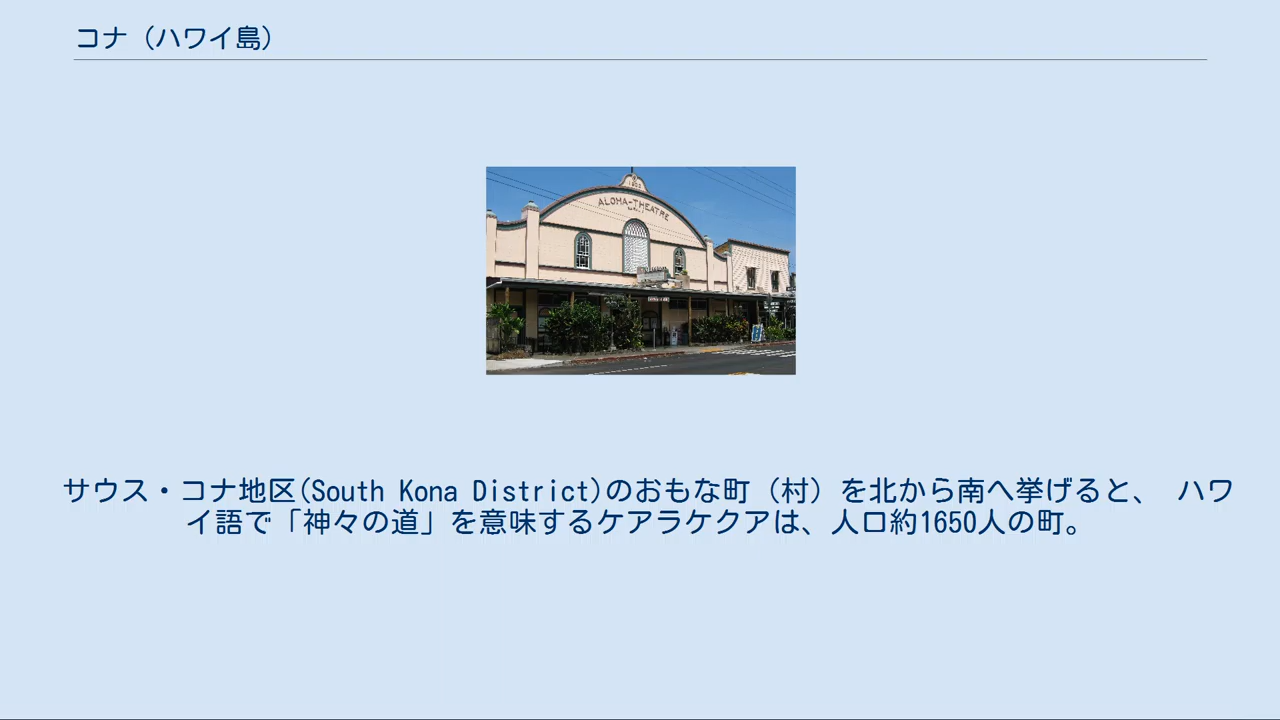 コナ（ハワイ島）
ALOHA-THEATRE
サウス・コナ地区(South Kona District)のおもな町（村）を北から南へ挙げると、 ハワ
イ語で「神々の道」を意味するケアラケクアは、人口約1650人の町。